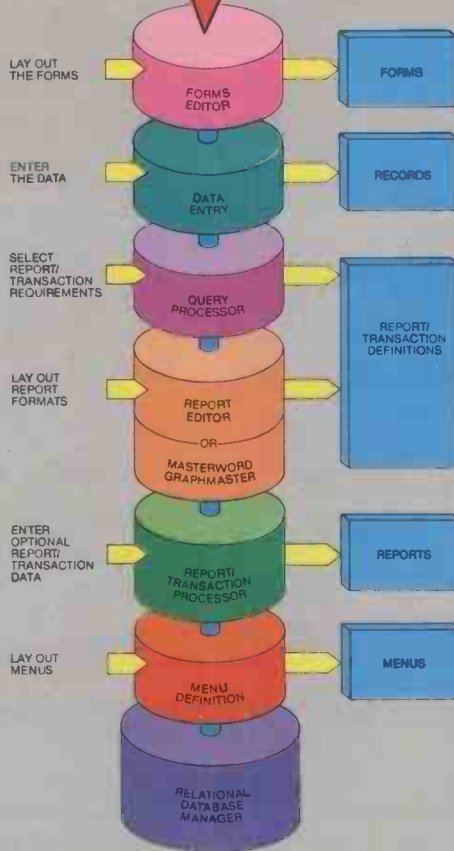 LAY OUT
THE FORMS
FORMS
EDITOR
FORMS
ENTER
THE DATA
DATA
ENTRY
RECORDS
SELECT
REPORT/
TRANSACTION
REQUIREMENTS
QUERY
PROCESSOR
REPORT/
TRANSACTION
DEFINITIONS
LAY OUT
REPORT
FORMATS
REPORT
EDITOR
OR
MASTERWORD
GRAPHMASTER
ENTER
OPTIONAL
REPORT/
TRANSACTION
DATA
REPORT/
TRANSACTION
PROCESSOR
REPORTS
LAY OUT
MENUS
MENU
DEFINITION
MENUS
RELATIONAL
DATABASE
MANAGER